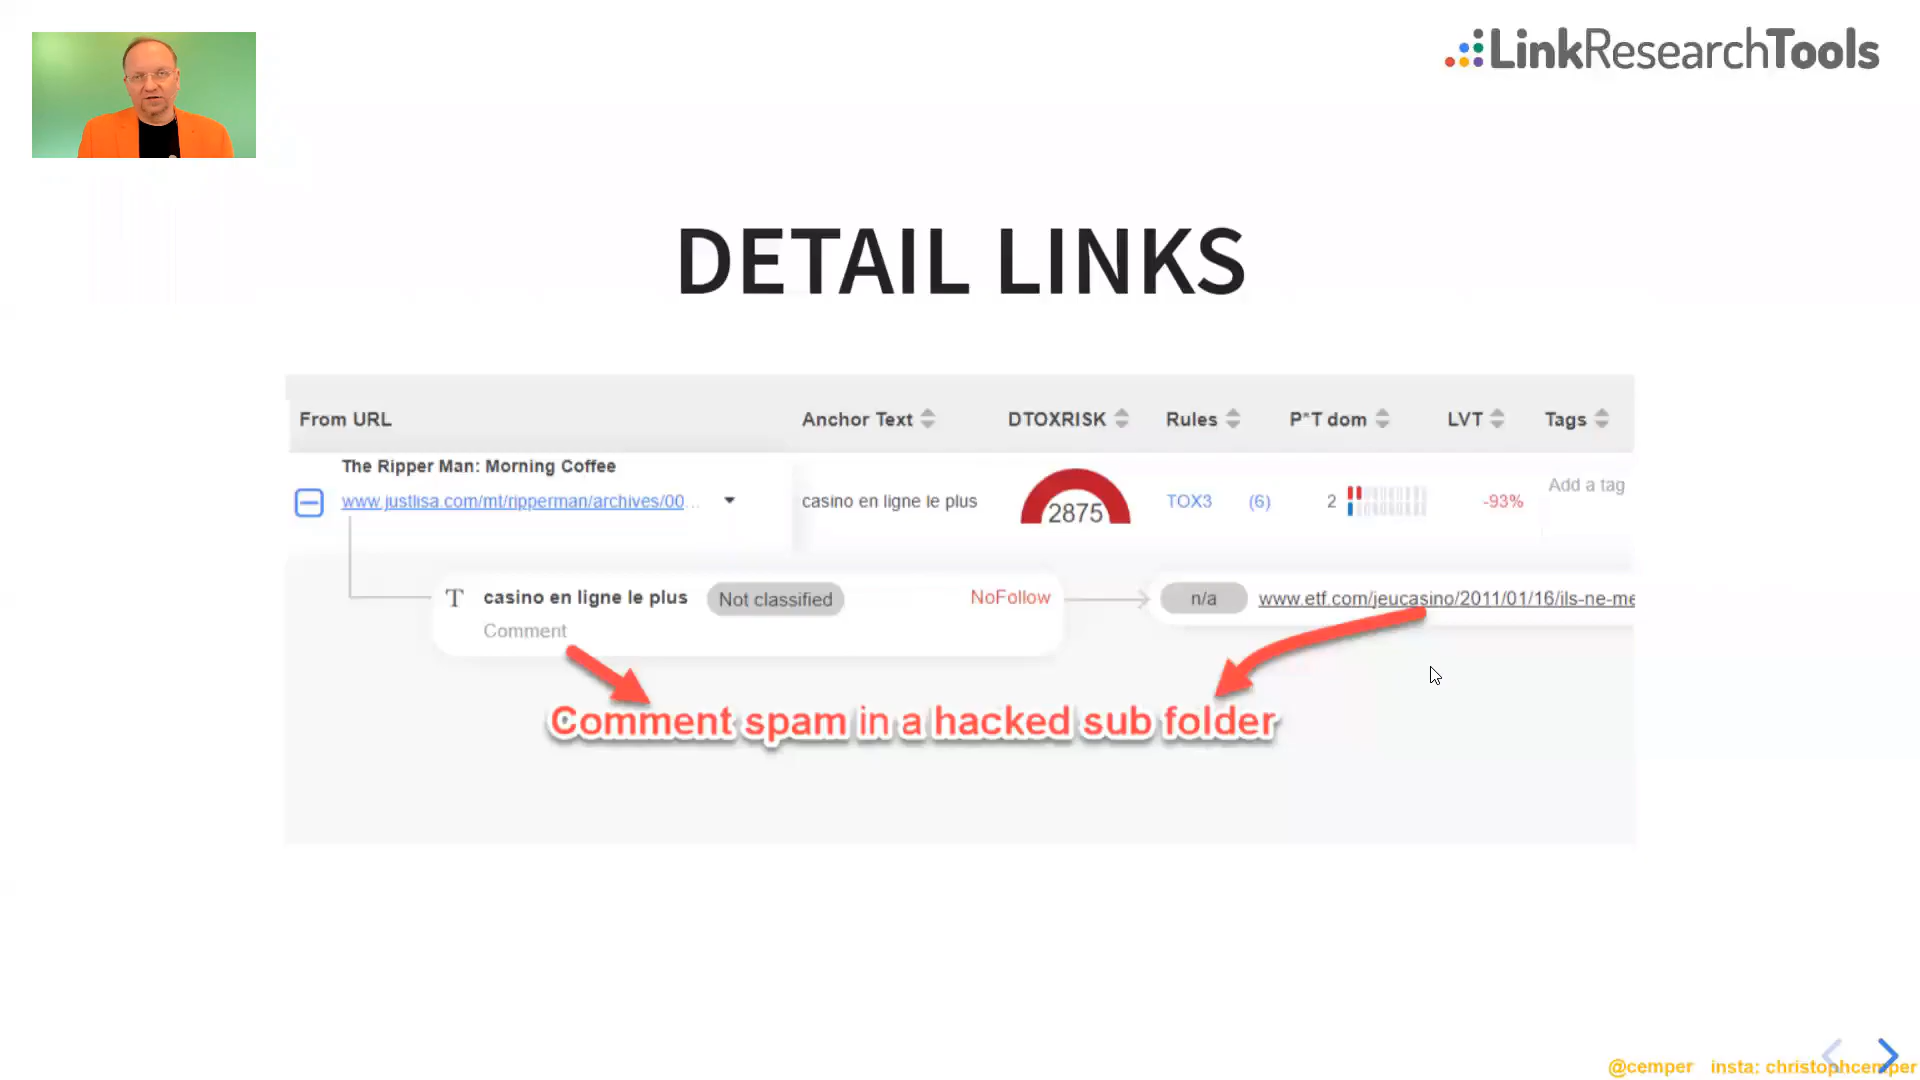 LinkResearchTools
DETAIL LINKS
From URL Anchor Text DTOXRISK Rules P*T dom LVT Tags
The Ripper Man: Morning Coffee
www.justlisa.com/mt/ripperman/archives/00... casino en ligne le plus 2875 TOX3 (6) 2 -93% Add a tag
T casino en ligne le plus Not classified NoFollow n/a www.etf.com/jeucasino/2011/01/16/ils-ne-me
Comment
Comment spam in a hacked sub folder
@cemper insta: christophcemper